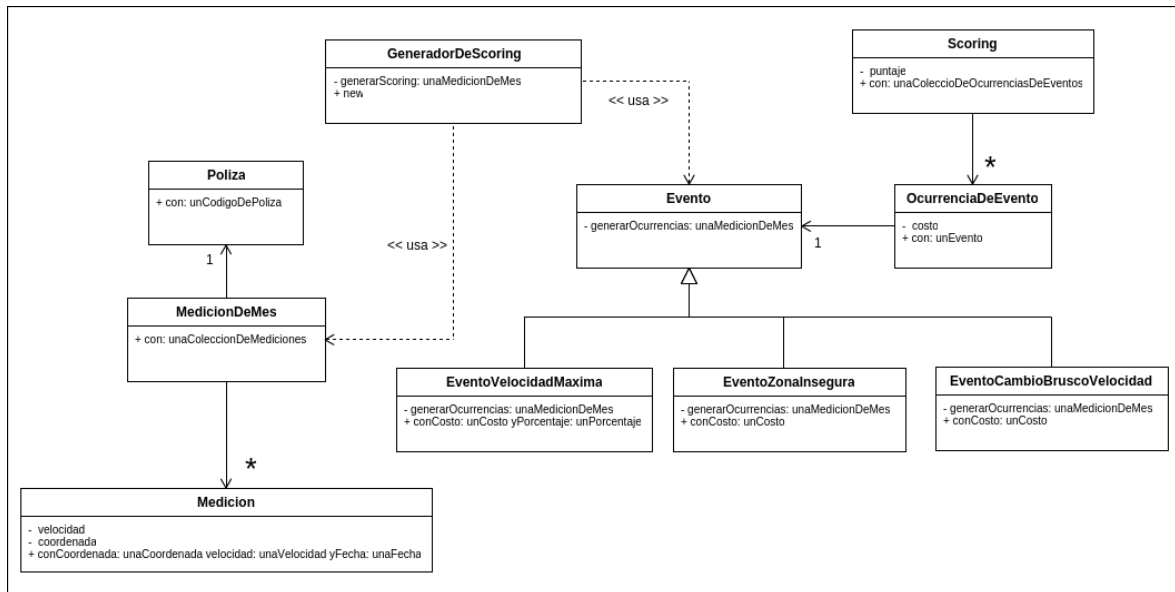 GeneradorDeScoring
- generarScoring: unaMedicionDeMes
+ new
Scoring
- puntaje
+ con: unaColeccioDeOcurrenciasDeEventos
<< usa >>
*
Poliza
+ con: unCodigoDePoliza
Evento
- generarOcurrencias: unaMedicionDeMes
OcurrenciaDeEvento
- costo
+ con: unEvento
1
<< usa >>
1
MedicionDeMes
+ con: unaColeccionDeMediciones
EventoVelocidadMaxima
- generarOcurrencias: unaMedicionDeMes
+ conCosto: unCosto yPorcentaje: unPorcentaje
EventoZonaInsegura
- generarOcurrencias: unaMedicionDeMes
+ conCosto: unCosto
EventoCambioBruscoVelocidad
- generarOcurrencias: unaMedicionDeMes
+ conCosto: unCosto
*
Medicion
- velocidad
- coordenada
+ conCoordenada: unaCoordenada velocidad: unaVelocidad yFecha: unaFecha